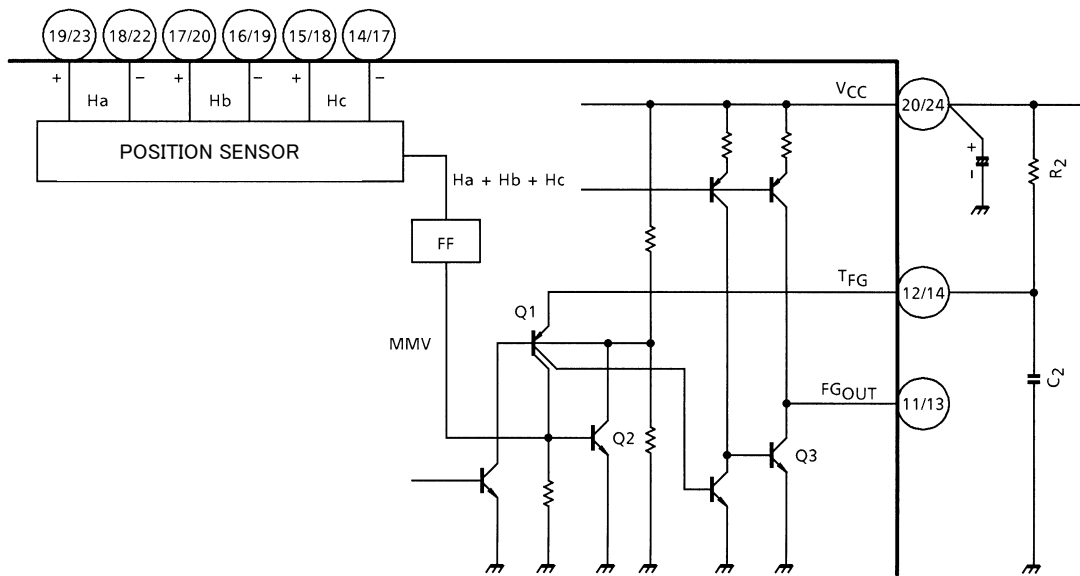 19/23 18/22 17/20 16/19 15/18 14/17
+ − + − + −
Ha Hb Hc
VCC
20/24
POSITION SENSOR
+
−
R2
Ha + Hb + Hc
FF
TFG
12/14
Q1
MMV
C2
FGOUT
11/13
Q2
Q3